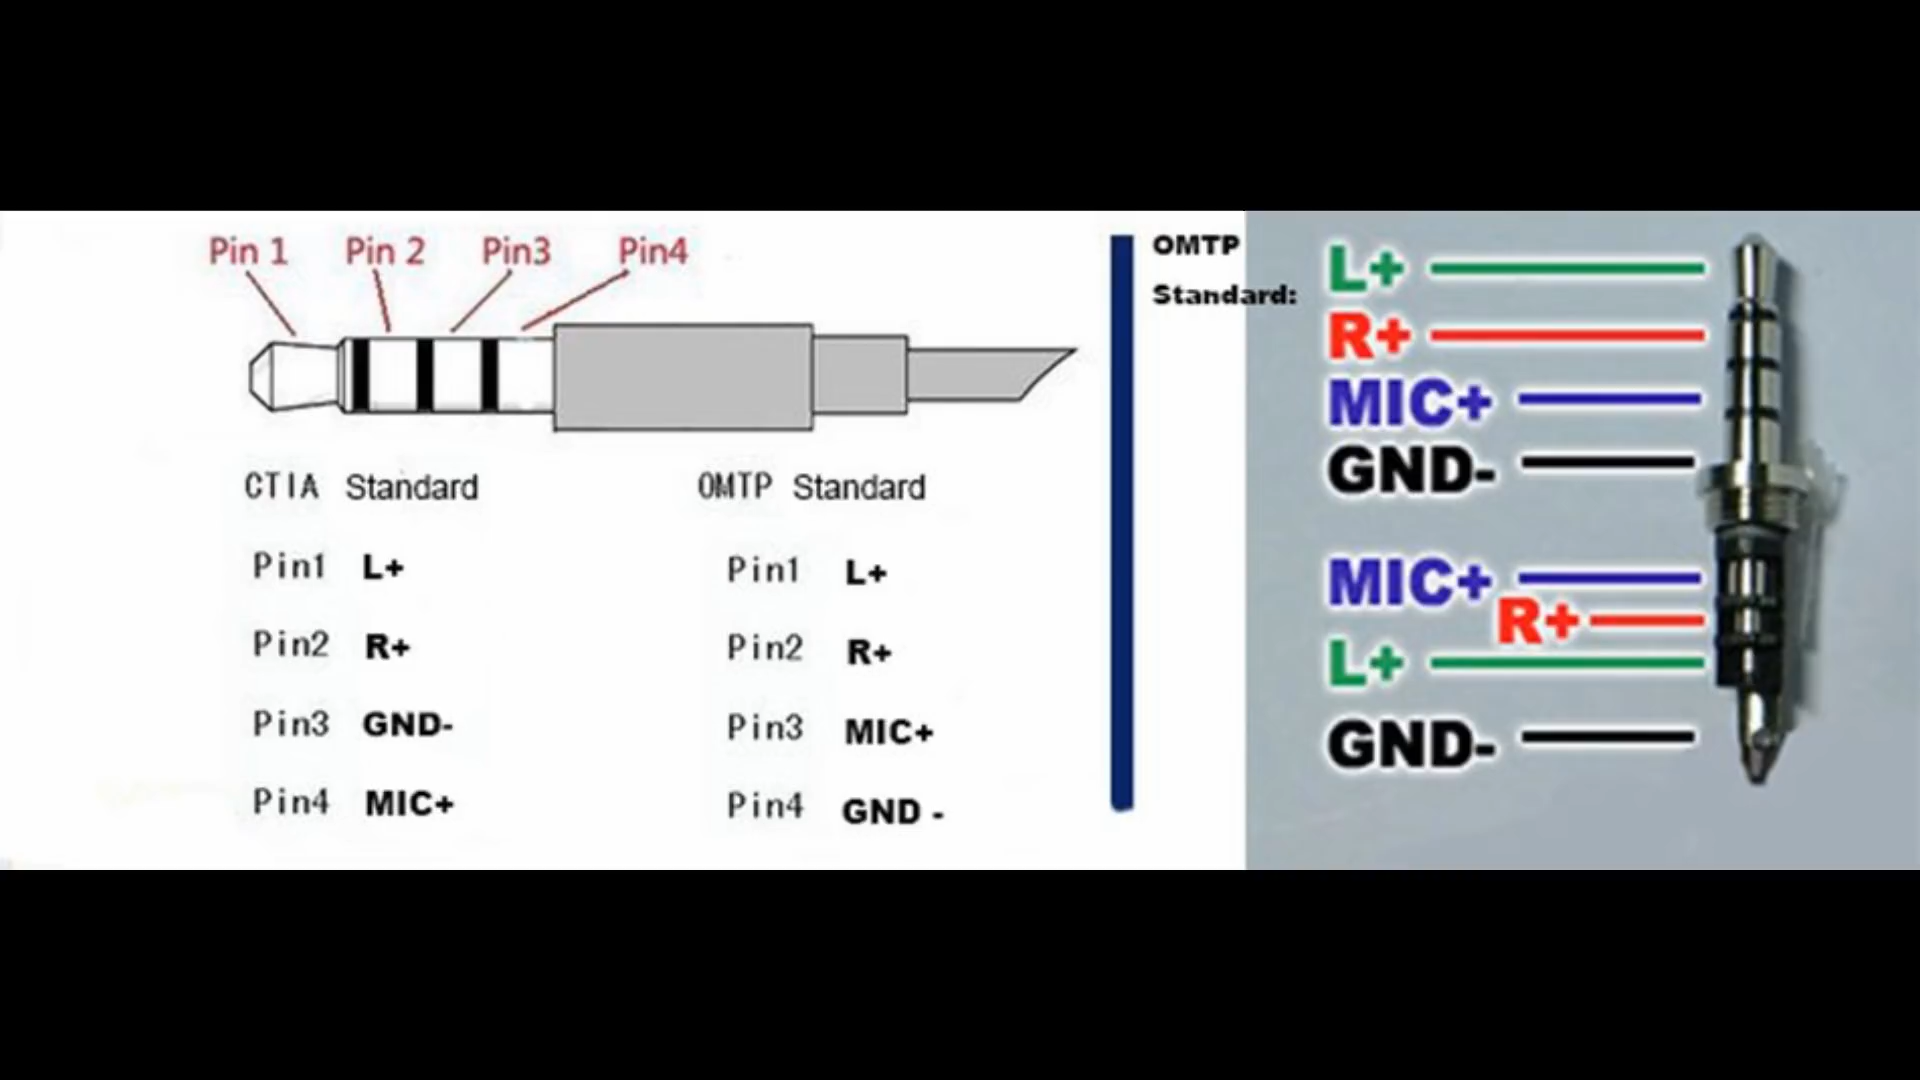 Pin 1 Pin 2 Pin3 Pin4
CTIA Standard
Pin1 L+
Pin2 R+
Pin3 GND-
Pin4 MIC+
OMTP Standard
Pin1 L+
Pin2 R+
Pin3 MIC+
Pin4 GND -
OMTP
Standard:
L+
R+
MIC+
GND-
MIC+
R+
L+
GND-